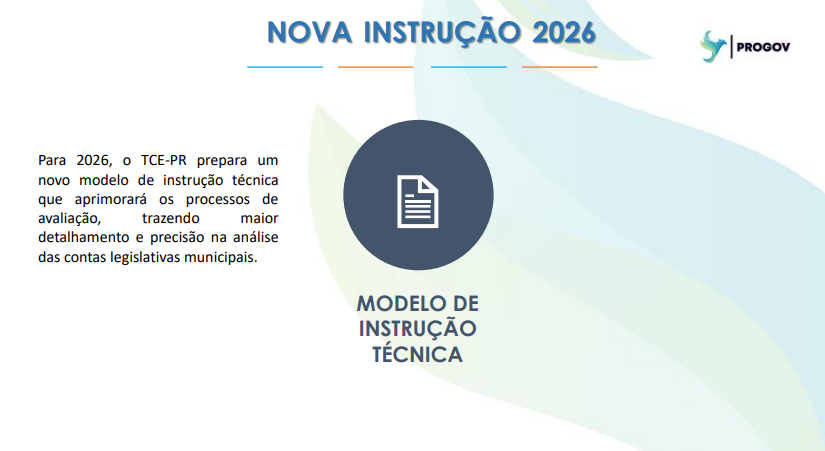 NOVA INSTRUÇÃO 2026
PROGOV
Para 2026, o TCE-PR prepara um
novo modelo de instrução técnica
que aprimorará os processos de
avaliação, trazendo maior
detalhamento e precisão na análise
das contas legislativas municipais.
MODELO DE
INSTRUÇÃO
TÉCNICA